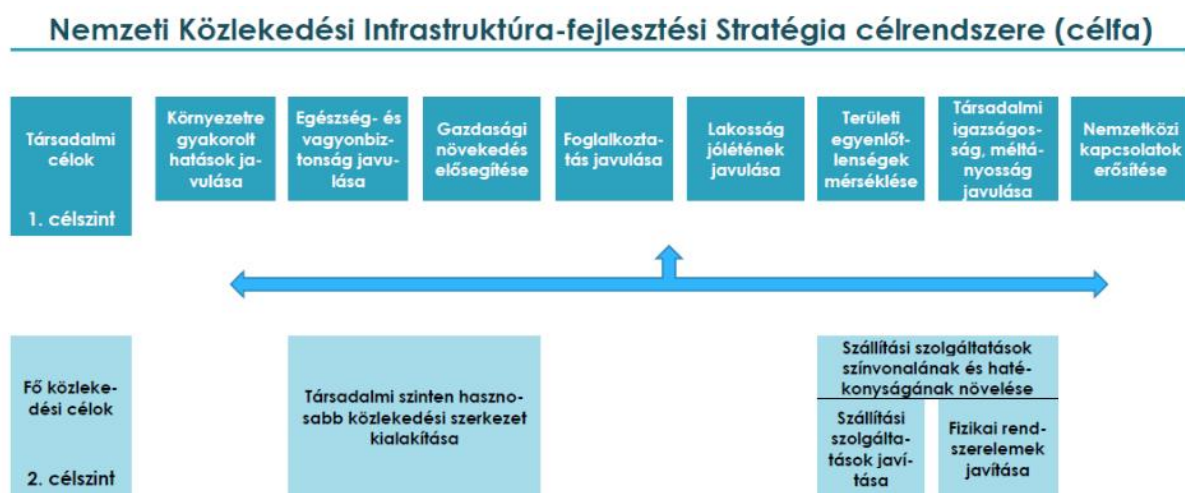 Nemzeti Közlekedési Infrastruktúra-fejlesztési Stratégia célrendszere (célfa)
Társadalmi
célok
1. célszint
Környezetre
gyakorolt
hatások ja-
vulása
Egészség- és
vagyonbiz-
tonság javu-
lása
Gazdasági
növekedés
elősegítése
Foglalkozta-
tás javulása
Lakosság
jólétének
javulása
Területi
egyenlőt-
lenségek
mérséklése
Társadalmi
igazságos-
ság, méltá-
nyosság
javulása
Nemzetközi
kapcsolatok
erősítése
Fő közleke-
dési célok
2. célszint
Társadalmi szinten haszno-
sabb közlekedési szerkezet
kialakítása
Szállítási szolgáltatások
színvonalának és haté-
konyságának növelése
Szállítási
szolgálta-
tások javí-
tása
Fizikai rend-
szerelemek
javítása